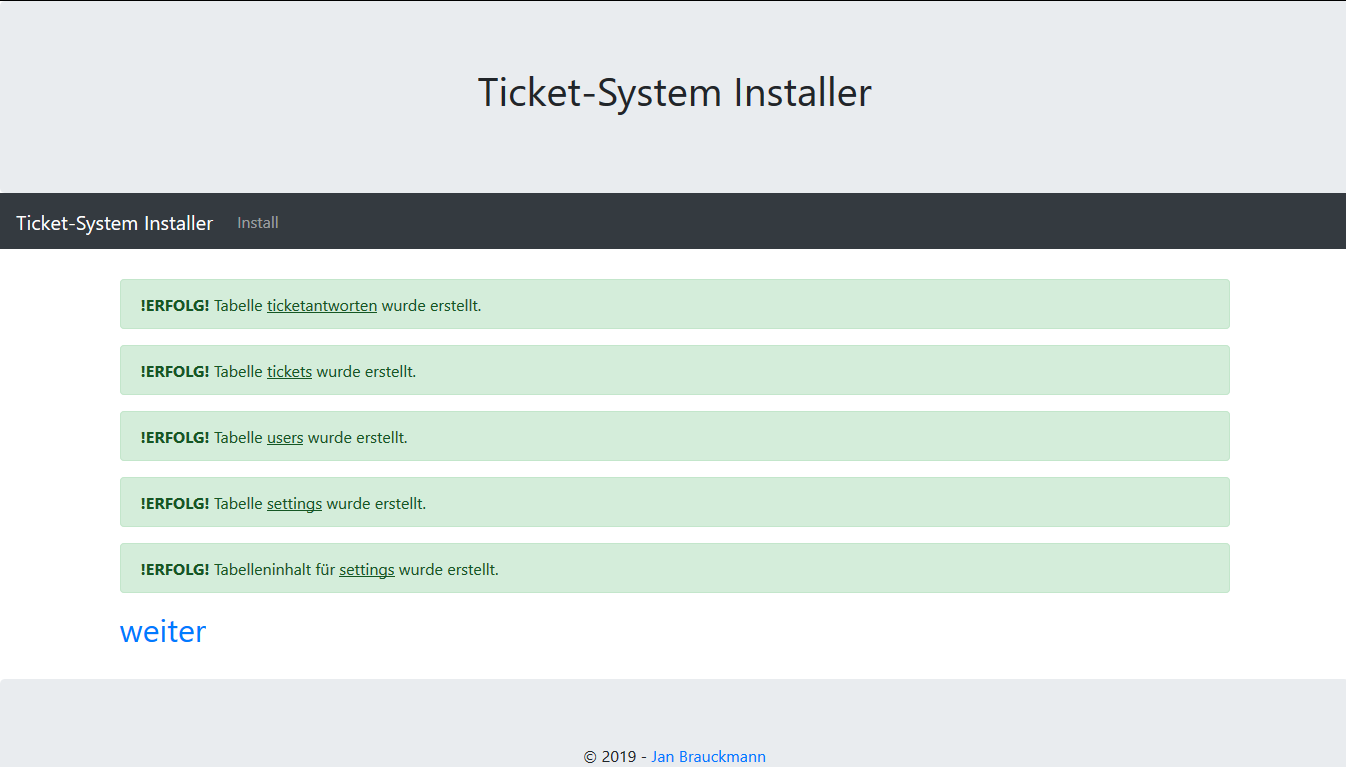 Ticket-System Installer
Ticket-System Installer Install
!ERFOLG! Tabelle ticketantworten wurde erstellt.
!ERFOLG! Tabelle tickets wurde erstellt.
!ERFOLG! Tabelle users wurde erstellt.
!ERFOLG! Tabelle settings wurde erstellt.
!ERFOLG! Tabelleninhalt für settings wurde erstellt.
weiter
© 2019 - Jan Brauckmann